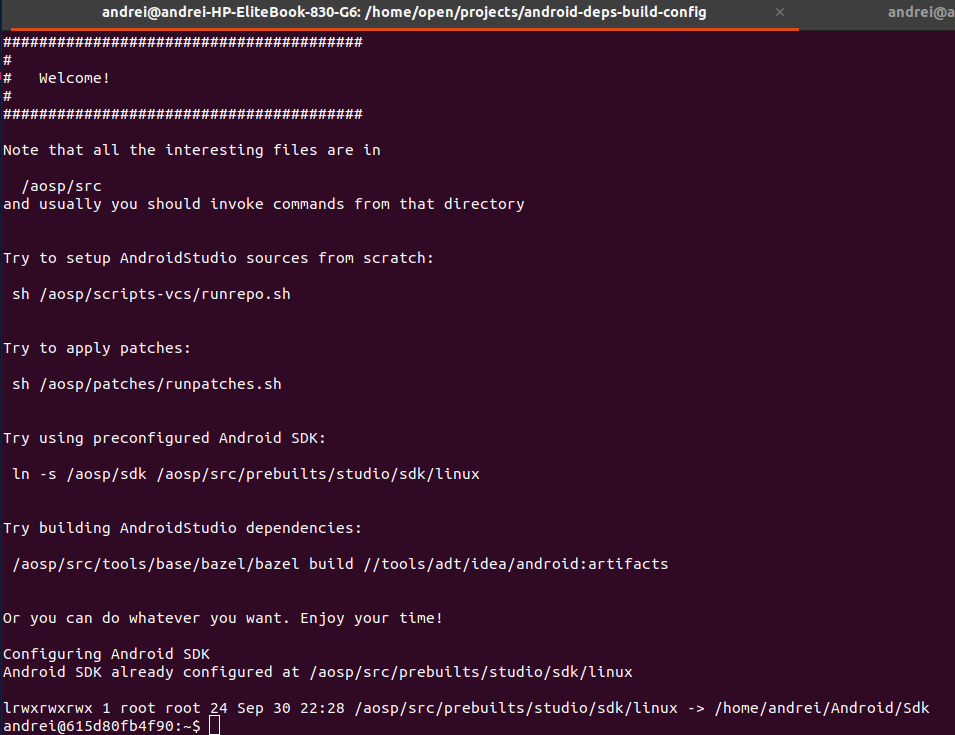 andrei@andrei-HP-EliteBook-830-G6: /home/open/projects/android-deps-build-config × andrei@a
########################################
#
#   Welcome!
#
########################################
Note that all the interesting files are in
/aosp/src
and usually you should invoke commands from that directory
Try to setup AndroidStudio sources from scratch:
sh /aosp/scripts-vcs/runrepo.sh
Try to apply patches:
sh /aosp/patches/runpatches.sh
Try using preconfigured Android SDK:
ln -s /aosp/sdk /aosp/src/prebuilts/studio/sdk/linux
Try building AndroidStudio dependencies:
/aosp/src/tools/base/bazel/bazel build //tools/adt/idea/android:artifacts
Or you can do whatever you want. Enjoy your time!
Configuring Android SDK
Android SDK already configured at /aosp/src/prebuilts/studio/sdk/linux
lrwxrwxrwx 1 root root 24 Sep 30 22:28 /aosp/src/prebuilts/studio/sdk/linux -> /home/andrei/Android/Sdk
andrei@615d80fb4f90:~$